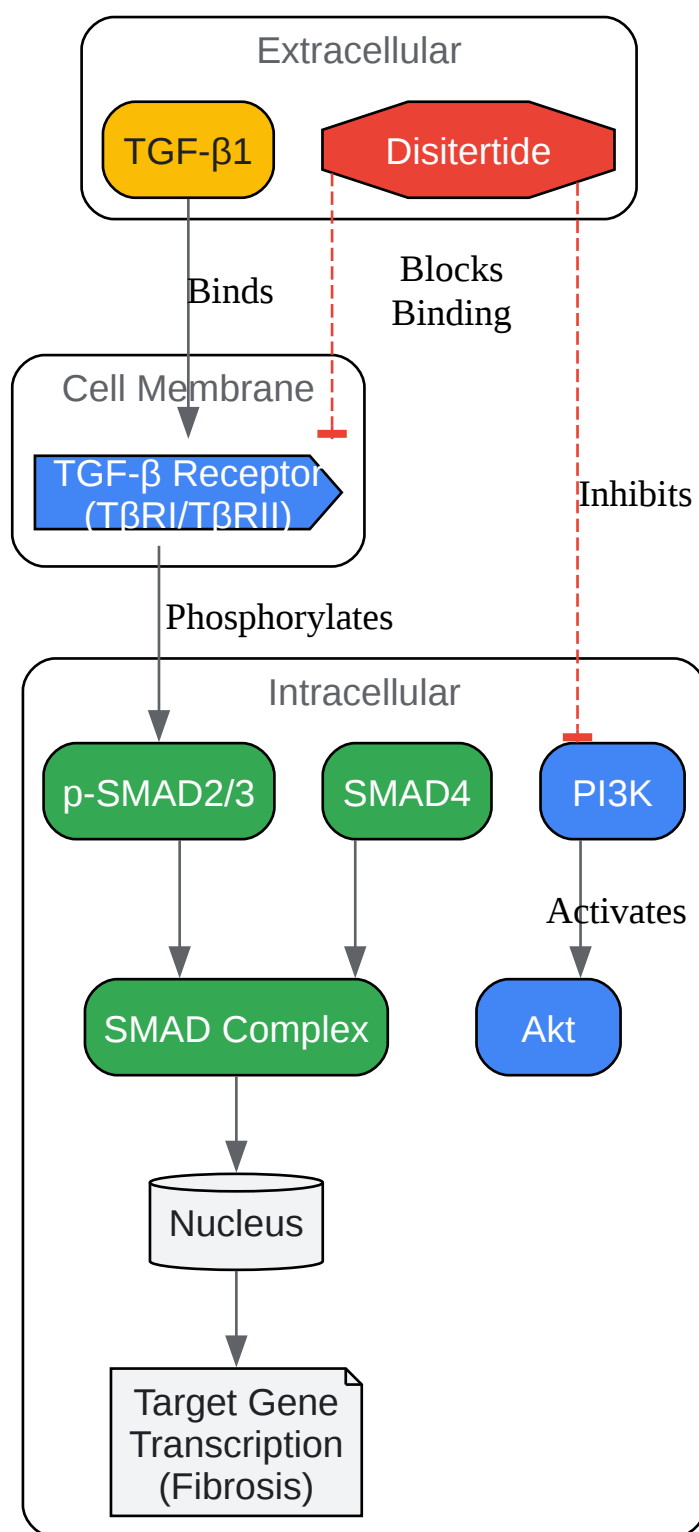 Extracellular
TGF-β1
Disitertide
Binds
Blocks
Binding
Cell Membrane
TGF-β Receptor
(TβRI/TβRII)
Inhibits
Phosphorylates
Intracellular
p-SMAD2/3
SMAD4
PI3K
Activates
SMAD Complex
Akt
Nucleus
Target Gene
Transcription
(Fibrosis)